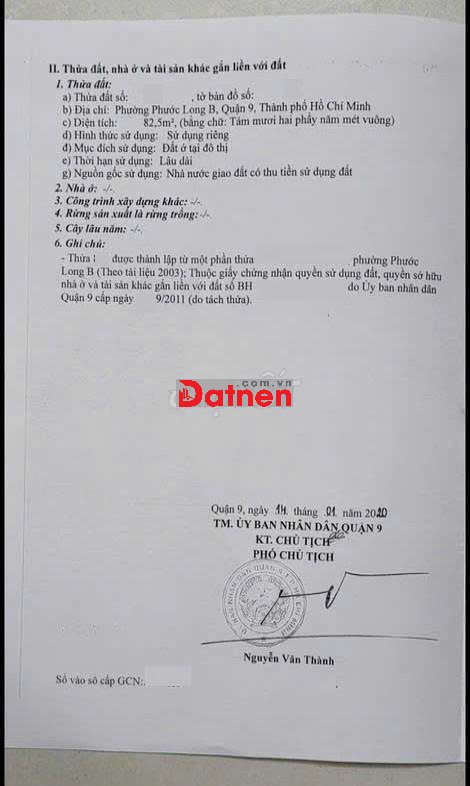 II. Thửa đất, nhà ở và tài sản khác gắn liền với đất
1. Thửa đất:
a) Thửa đất số: , tờ bản đồ số:
b) Địa chỉ: Phường Phước Long B, Quận 9, Thành phố Hồ Chí Minh
c) Diện tích: 82,5m², (bằng chữ: Tám mươi hai phẩy năm mét vuông)
d) Hình thức sử dụng: Sử dụng riêng
đ) Mục đích sử dụng: Đất ở tại đô thị
e) Thời hạn sử dụng: Lâu dài
g) Nguồn gốc sử dụng: Nhà nước giao đất có thu tiền sử dụng đất
2. Nhà ở: -/-.
3. Công trình xây dựng khác: -/-.
4. Rừng sản xuất là rừng trồng: -/-.
5. Cây lâu năm: -/-.
6. Ghi chú:
- Thửa được thành lập từ một phần thửa phường Phước
Long B (Theo tài liệu 2003); Thuộc giấy chứng nhận quyền sử dụng đất, quyền sở hữu
nhà ở và tài sản khác gắn liền với đất số BH do Ủy ban nhân dân
Quận 9 cấp ngày 9/2011 (do tách thửa).
.com.vn
Datnen
Quận 9, ngày 14 tháng 01 năm 2020
TM. ỦY BAN NHÂN DÂN QUẬN 9
KT. CHỦ TỊCH
PHÓ CHỦ TỊCH
Nguyễn Văn Thành
Số vào sổ cấp GCN: